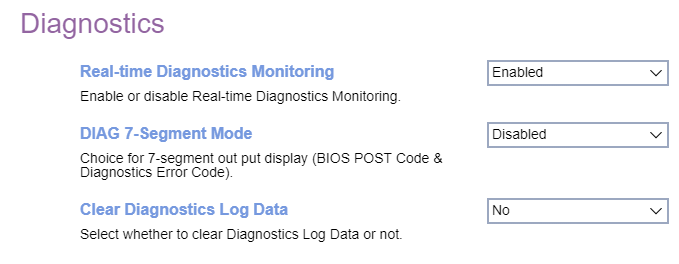 Diagnostics
Real-time Diagnostics Monitoring
Enabled
Enable or disable Real-time Diagnostics Monitoring.
DIAG 7-Segment Mode
Disabled
Choice for 7-segment out put display (BIOS POST Code &
Diagnostics Error Code).
Clear Diagnostics Log Data
No
Select whether to clear Diagnostics Log Data or not.